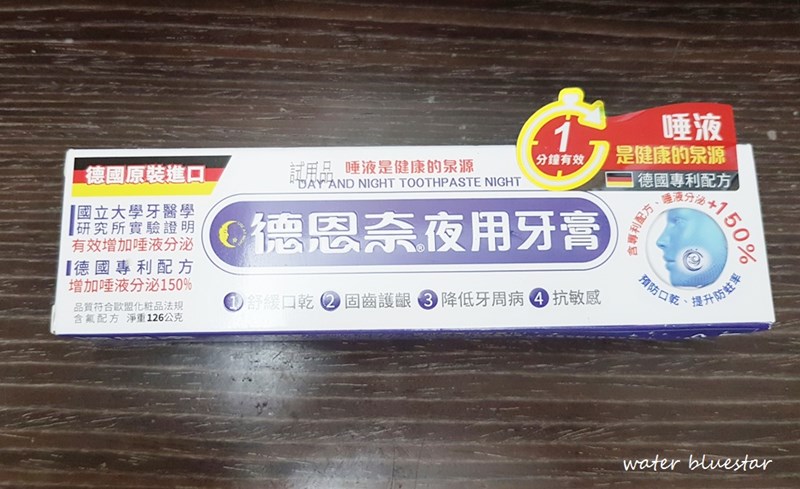 德國原裝進口
國立大學牙醫學
研究所實驗證明
有效增加唾液分泌
德國專利配方
增加唾液分泌150%
品質符合歐盟化粧品法規
含氟配方 淨重126公克
試用品 唾液是健康的泉源
DAY AND NIGHT TOOTHPASTE NIGHT
德恩奈®夜用牙膏
1 舒緩口乾 2 固齒護齦 3 降低牙周病 4 抗敏感
1
分鐘有效
唾液
是健康的泉源
德國專利配方
含專利配方、唾液分泌+150%
預防口乾、提升防蛀率
water bluestar